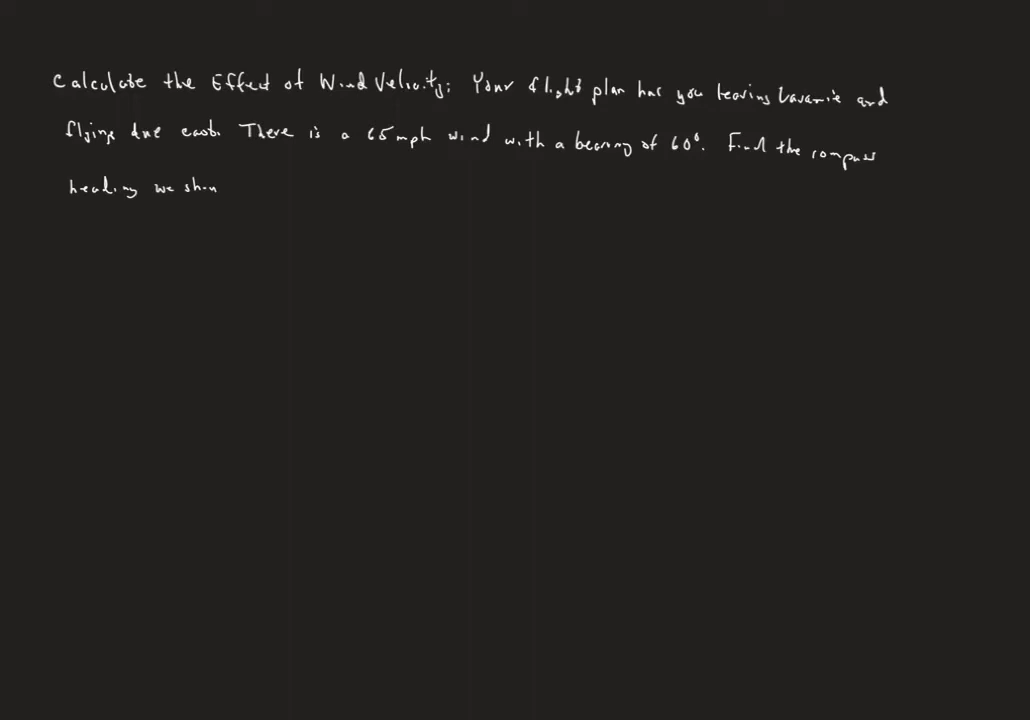 Calculate the Effect of Wind Velocity: Your flight plan has you leaving Laramie and
flying due east. There is a 65 mph wind with a bearing of 60°. Find the compass
heading we shou